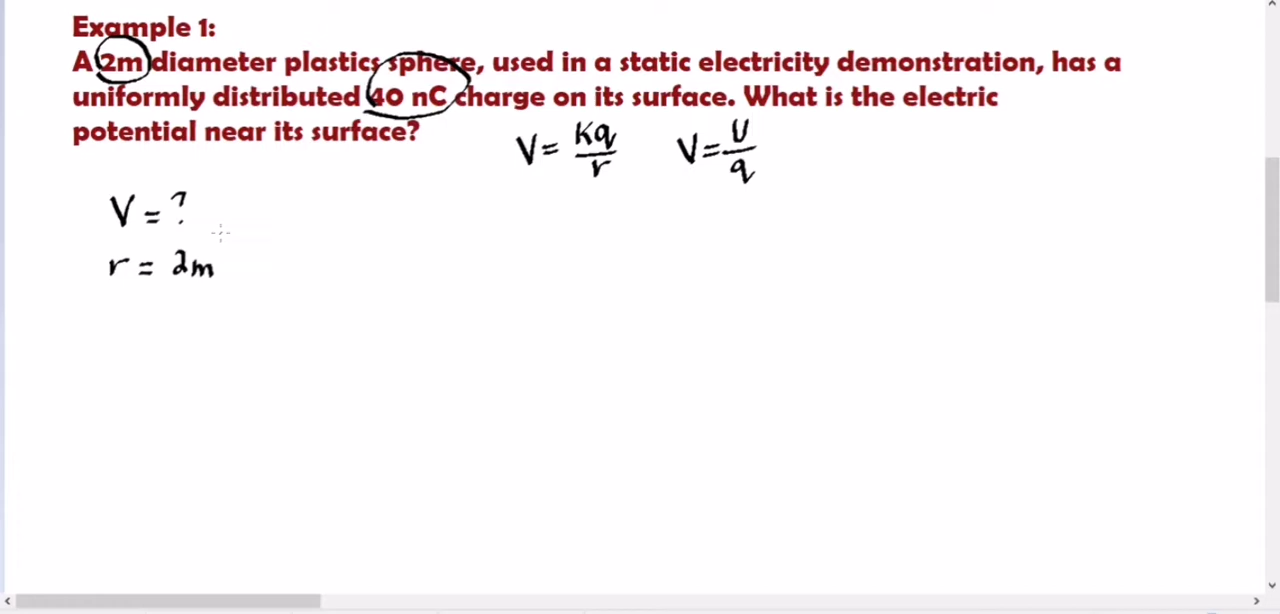 Example 1:
A 2m diameter plastics sphere, used in a static electricity demonstration, has a
uniformly distributed 40 nC charge on its surface. What is the electric
potential near its surface?
V = Kq/r V = U/q
V = ?
r = 2m